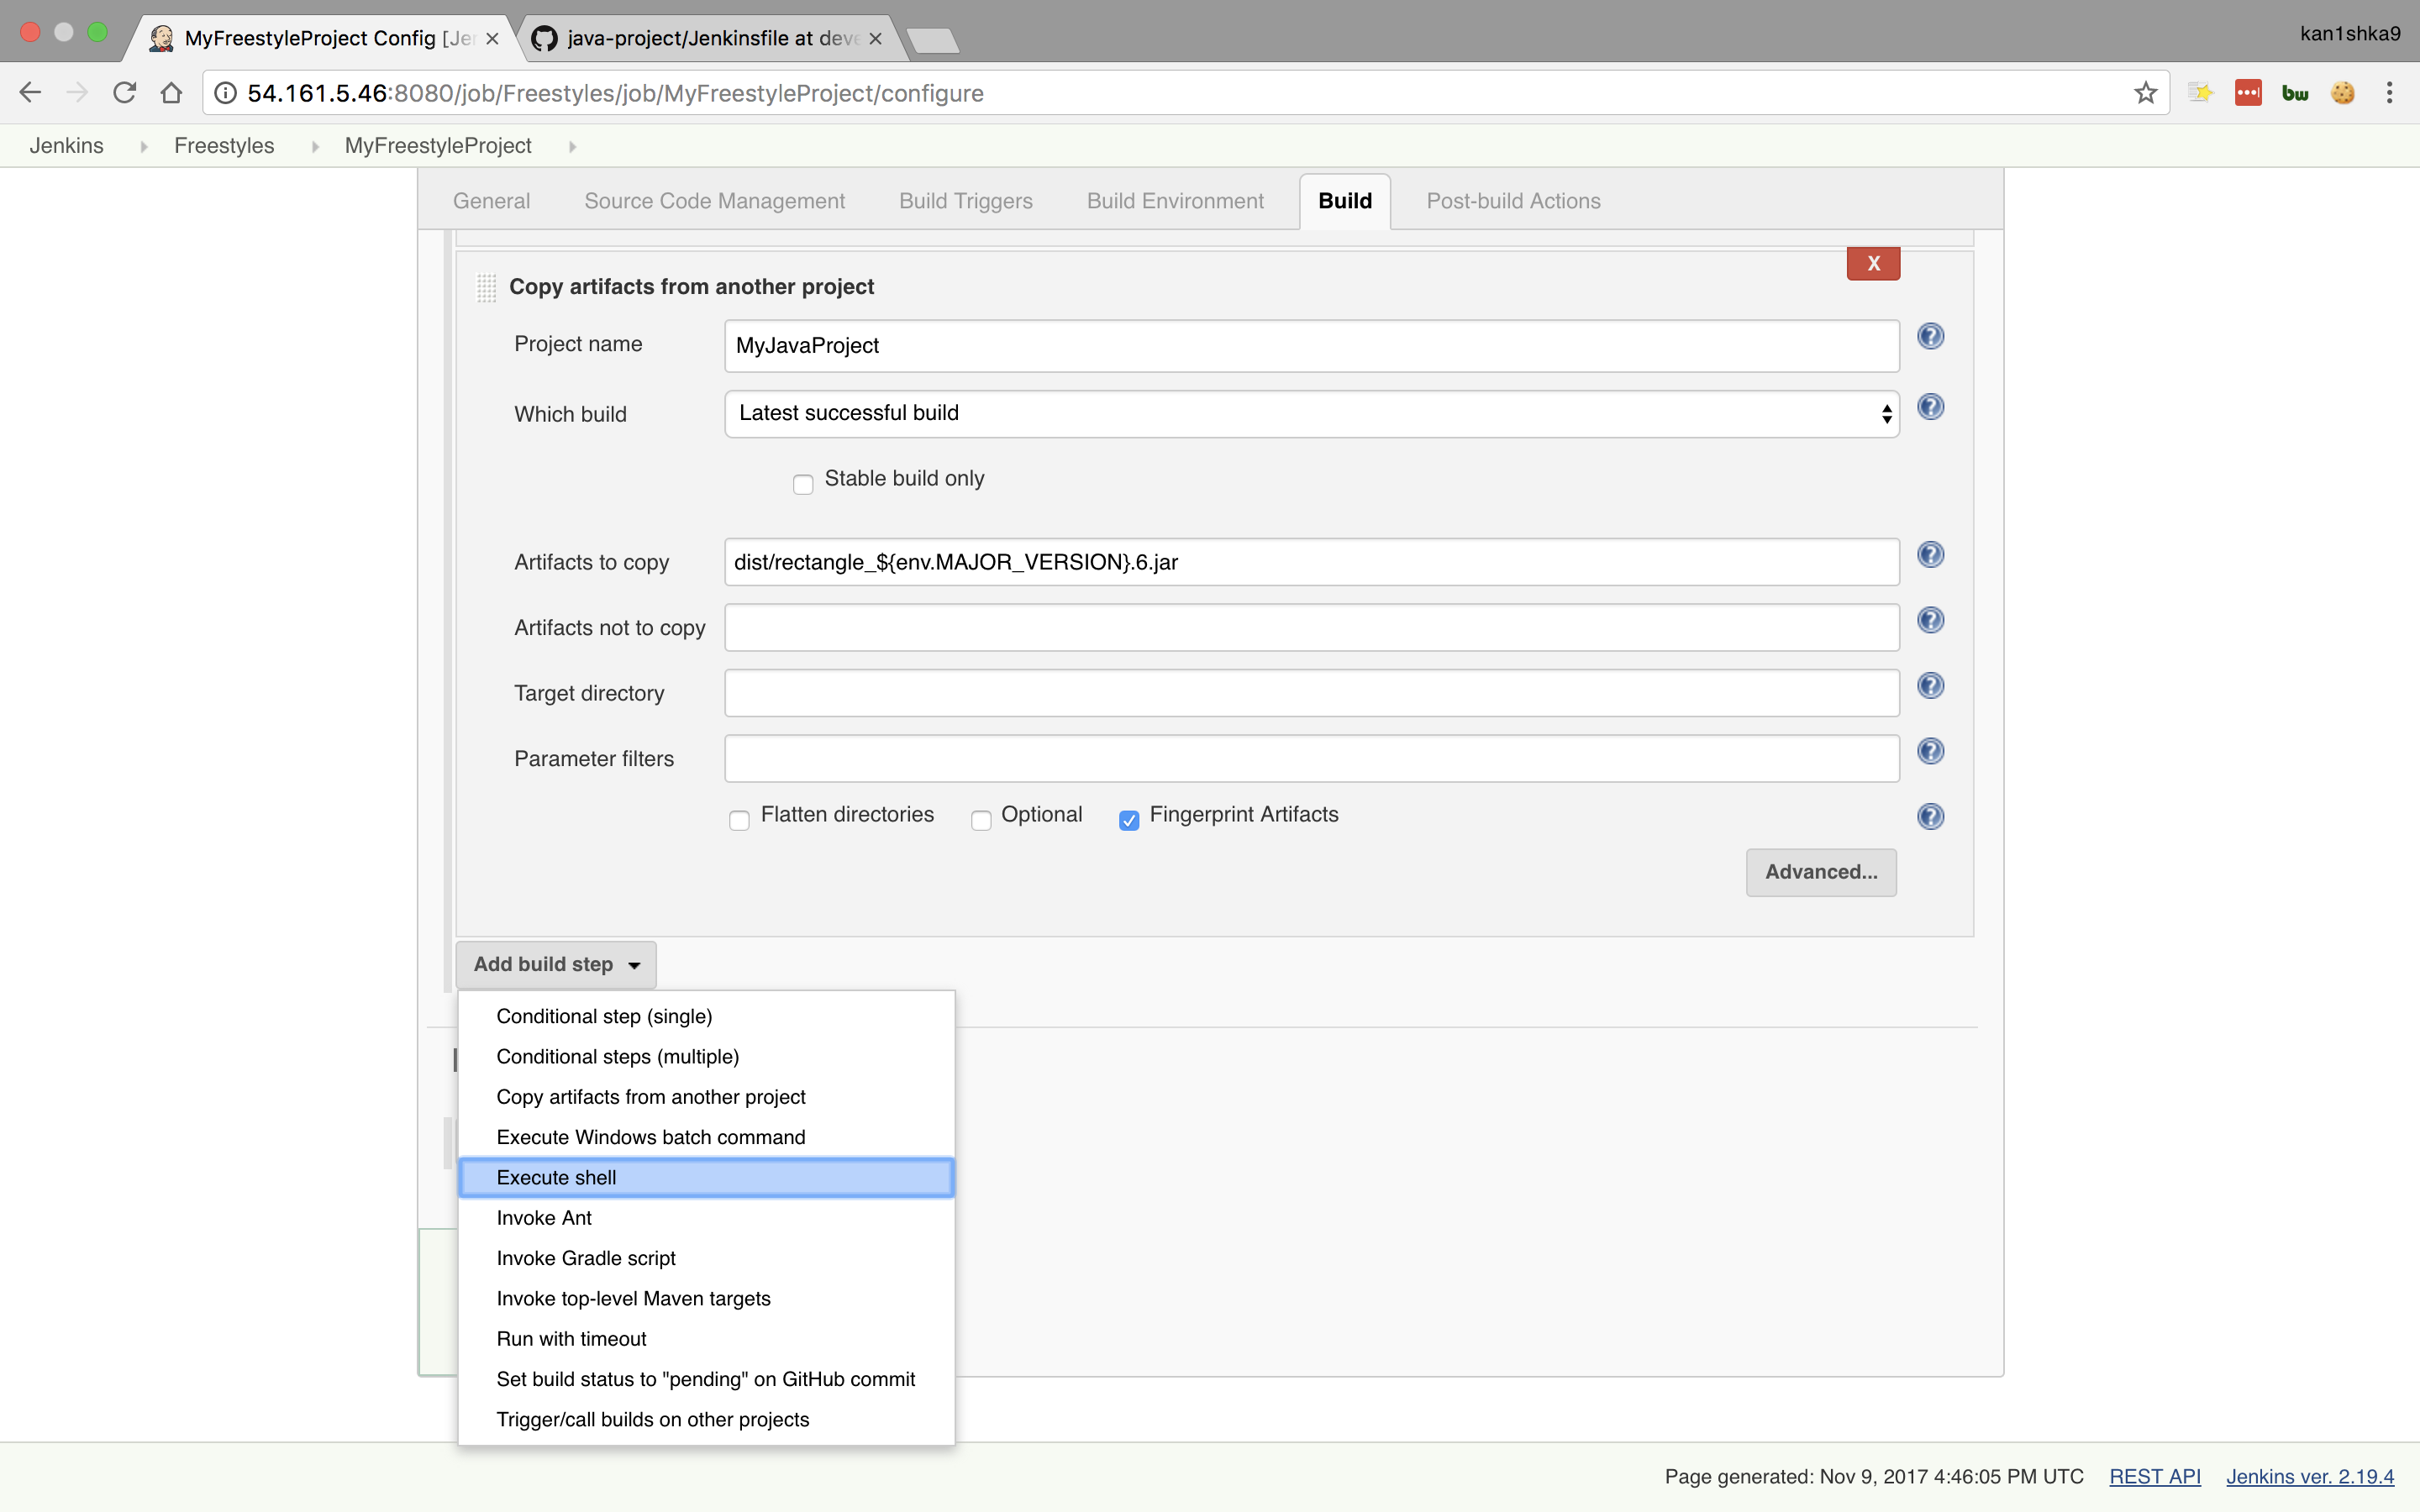 MyFreestyleProject Config [Jen
java-project/Jenkinsfile at deve
kan1shka9
54.161.5.46:8080/job/Freestyles/job/MyFreestyleProject/configure
bw
Jenkins Freestyles MyFreestyleProject
General Source Code Management Build Triggers Build Environment Build Post-build Actions
X
Copy artifacts from another project
Project name MyJavaProject
Which build Latest successful build
Stable build only
Artifacts to copy dist/rectangle_${env.MAJOR_VERSION}.6.jar
Artifacts not to copy
Target directory
Parameter filters
Flatten directories Optional Fingerprint Artifacts
Advanced...
Add build step
Conditional step (single)
Conditional steps (multiple)
Copy artifacts from another project
Execute Windows batch command
Execute shell
Invoke Ant
Invoke Gradle script
Invoke top-level Maven targets
Run with timeout
Set build status to "pending" on GitHub commit
Trigger/call builds on other projects
Page generated: Nov 9, 2017 4:46:05 PM UTC REST API Jenkins ver. 2.19.4